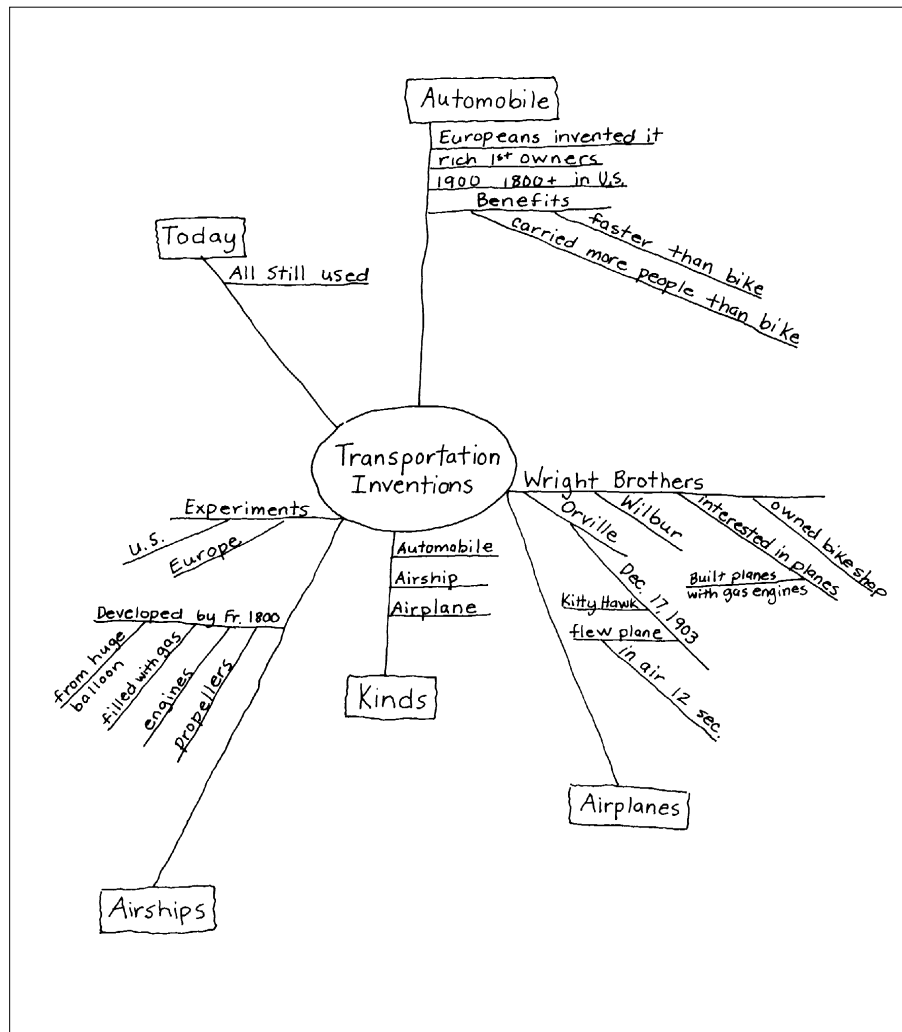 Automobile
Europeans invented it
rich 1st owners
1900 1800+ in U.S.
Benefits
faster than bike
carried more people than bike
Today
All Still used
Transportation
Inventions
Wright Brothers
Orville
Wilbur
interested in planes
owned bike shop
Built planes
with gas engines
Dec. 17, 1903
Kitty Hawk
flew plane
in air 12 sec.
Airplanes
Experiments
U.S.
Europe
Developed by Fr. 1800
from huge
balloon
filled with gas
engines
propellers
Airships
Automobile
Airship
Airplane
Kinds